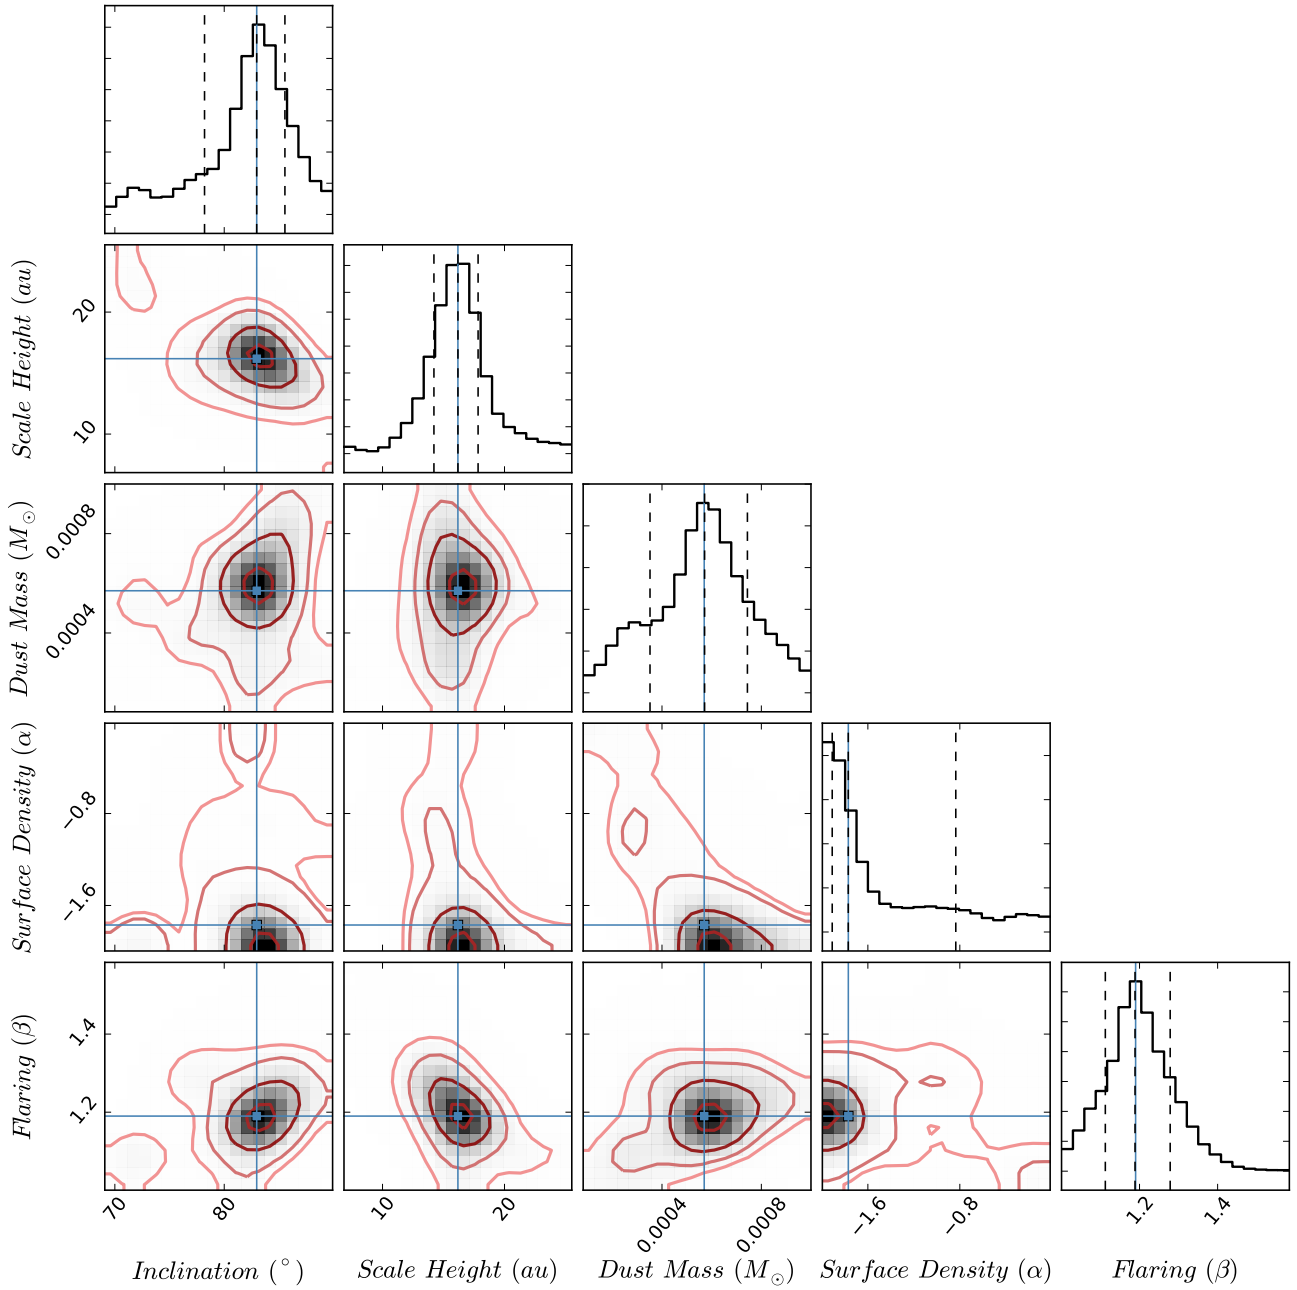 Scale Height (au)
20
10
Dust Mass (M☉)
0.0008
0.0004
Surface Density (α)
−0.8
−1.6
Flaring (β)
1.4
1.2
70 80 10 20 0.0004 0.0008 −1.6 −0.8 1.2 1.4
Inclination (°) Scale Height (au) Dust Mass (M☉) Surface Density (α) Flaring (β)